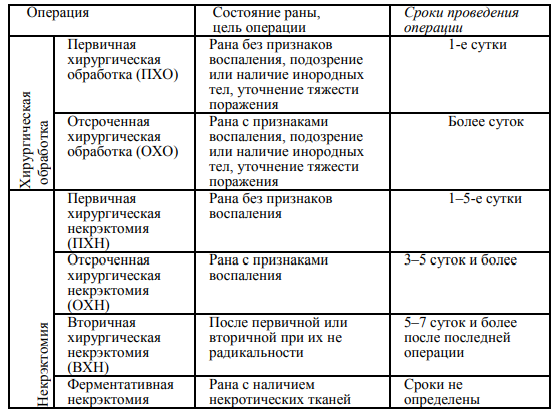 Операция
Состояние раны,
цель операции
Сроки проведения
операции
Хирургическая
обработка
Первичная
хирургическая
обработка (ПХО)
Рана без признаков
воспаления, подозрение
или наличие инородных
тел, уточнение тяжести
поражения
1-е сутки
Отсроченная
хирургическая
обработка (ОХО)
Рана с признаками
воспаления, подозрение
или наличие инородных
тел, уточнение тяжести
поражения
Более суток
Некрэктомия
Первичная
хирургическая
некрэктомия
(ПХН)
Рана без признаков
воспаления
1–5-е сутки
Отсроченная
хирургическая
некрэктомия
(ОХН)
Рана с признаками
воспаления
3–5 суток и более
Вторичная
хирургическая
некрэктомия
(ВХН)
После первичной или
вторичной при их не
радикальности
5–7 суток и более
после последней
операции
Ферментативная
некрэктомия
Рана с наличием
некротических тканей
Сроки не
определены